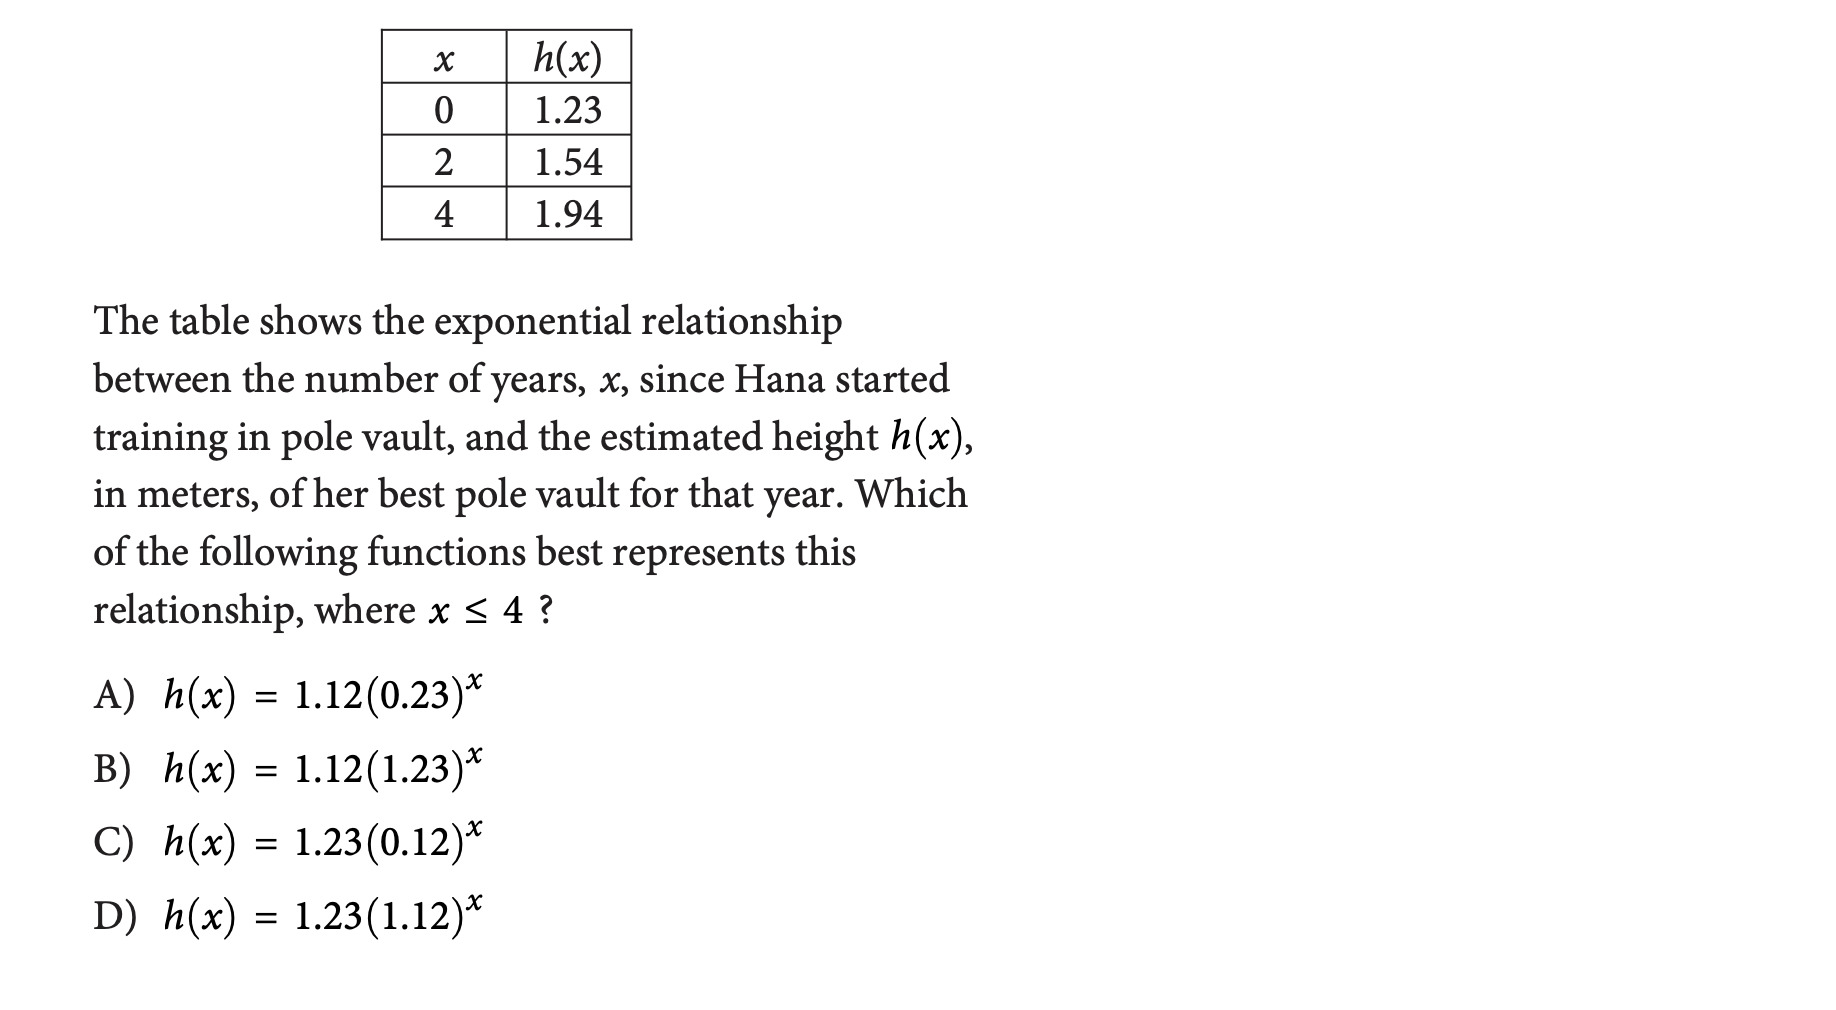 x h(x)
0 1.23
2 1.54
4 1.94
The table shows the exponential relationship
between the number of years, x, since Hana started
training in pole vault, and the estimated height h(x),
in meters, of her best pole vault for that year. Which
of the following functions best represents this
relationship, where x ≤ 4 ?
A) h(x) = 1.12(0.23)ˣ
B) h(x) = 1.12(1.23)ˣ
C) h(x) = 1.23(0.12)ˣ
D) h(x) = 1.23(1.12)ˣ